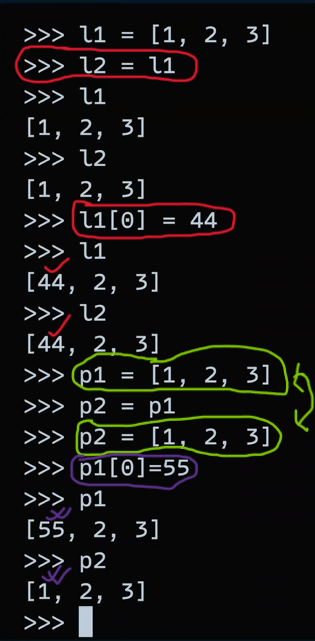 >>> l1 = [1, 2, 3]
>>> l2 = l1
>>> l1
[1, 2, 3]
>>> l2
[1, 2, 3]
>>> l1[0] = 44
>>> l1
[44, 2, 3]
>>> l2
[44, 2, 3]
>>> p1 = [1, 2, 3]
>>> p2 = p1
>>> p2 = [1, 2, 3]
>>> p1[0]=55
>>> p1
[55, 2, 3]
>>> p2
[1, 2, 3]
>>>